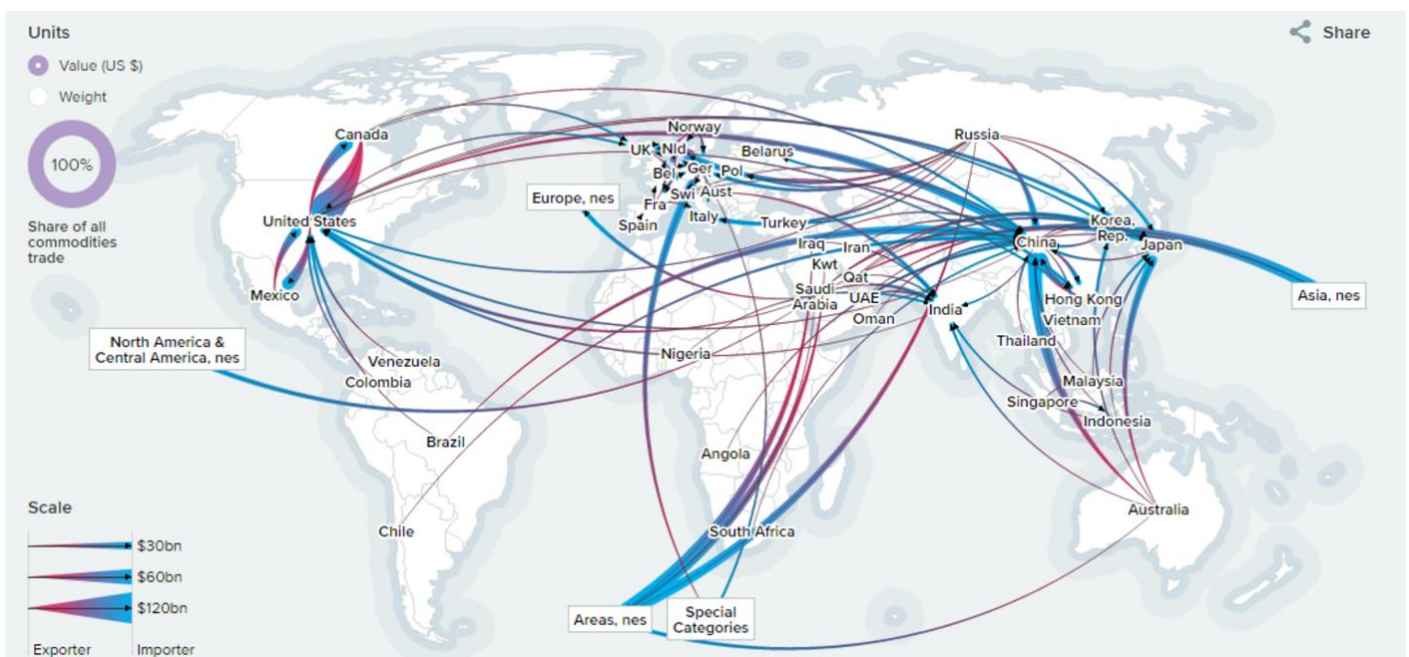 Units
Value (US $)
Weight
100%
Share of all
commodities
trade
Share
Canada
United States
Mexico
North America &
Central America, nes
Venezuela
Colombia
Brazil
Chile
Norway
UK
Nld
Belarus
Bel
Ger
Pol
Europe, nes
Swi
Aust
Fra
Italy
Spain
Turkey
Russia
Iraq
Iran
Kwt
Qat
Saudi
Arabia
UAE
Oman
India
Nigeria
Angola
South Africa
Korea,
Rep.
China
Japan
Hong Kong
Vietnam
Thailand
Malaysia
Singapore
Indonesia
Asia, nes
Australia
Areas, nes
Special
Categories
Scale
$30bn
$60bn
$120bn
Exporter
Importer